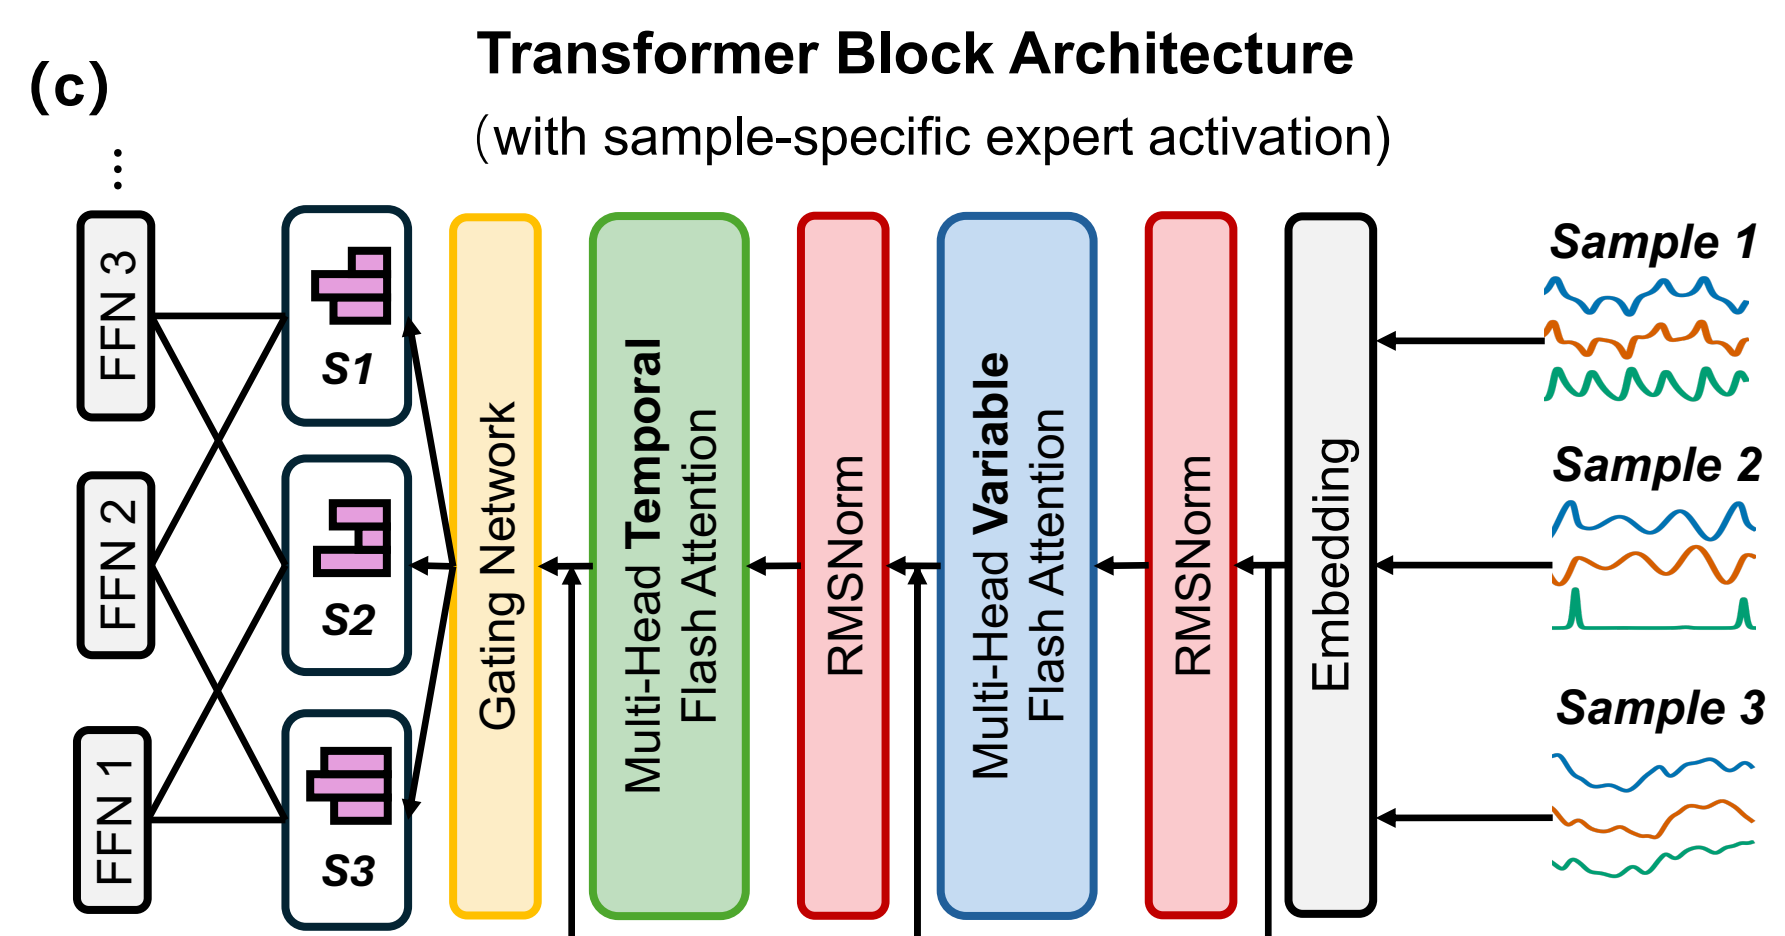 (c)
Transformer Block Architecture
(with sample-specific expert activation)
...
FFN 3
FFN 2
FFN 1
S1
S2
S3
Gating Network
Multi-Head Temporal
Flash Attention
RMSNorm
Multi-Head Variable
Flash Attention
RMSNorm
Embedding
Sample 1
Sample 2
Sample 3